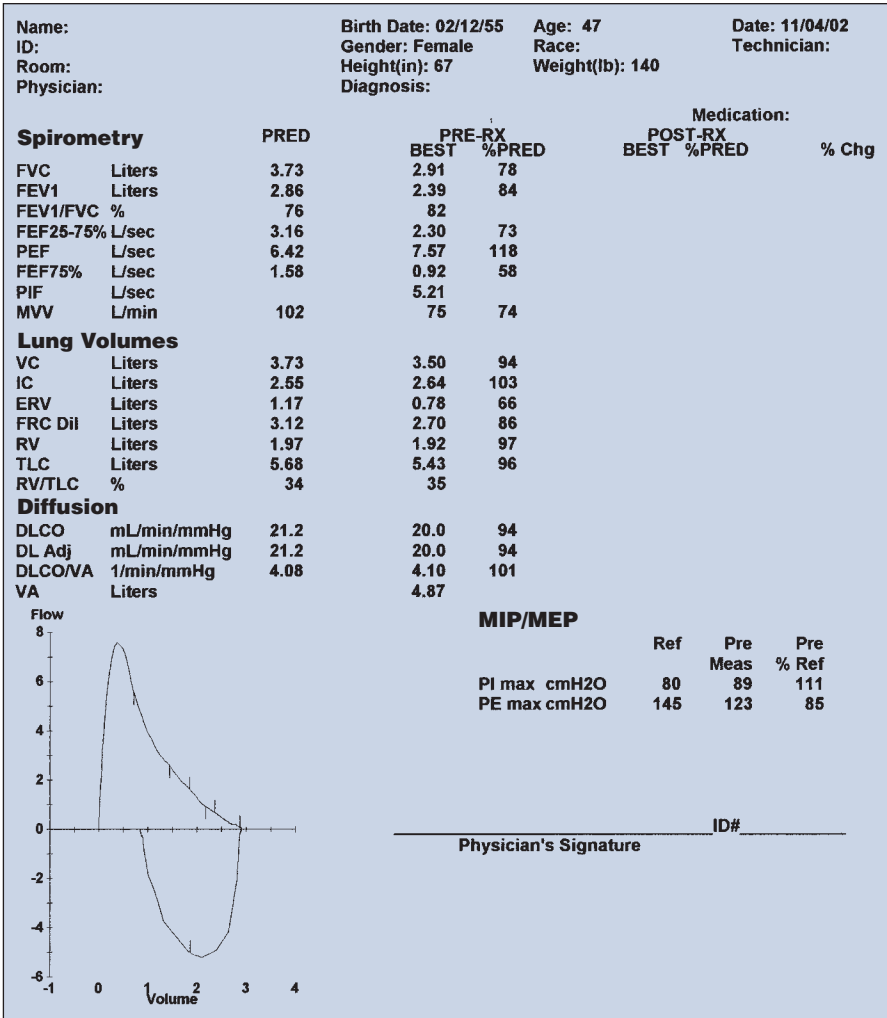 Name: Birth Date: 02/12/55 Age: 47 Date: 11/04/02
ID: Gender: Female Race: Technician:
Room: Height(in): 67 Weight(lb): 140
Physician: Diagnosis:
Medication:
Spirometry PRED PRE-RX POST-RX
BEST %PRED BEST %PRED % Chg
FVC Liters 3.73 2.91 78
FEV1 Liters 2.86 2.39 84
FEV1/FVC % 76 82
FEF25-75% L/sec 3.16 2.30 73
PEF L/sec 6.42 7.57 118
FEF75% L/sec 1.58 0.92 58
PIF L/sec 5.21
MVV L/min 102 75 74
Lung Volumes
VC Liters 3.73 3.50 94
IC Liters 2.55 2.64 103
ERV Liters 1.17 0.78 66
FRC Dil Liters 3.12 2.70 86
RV Liters 1.97 1.92 97
TLC Liters 5.68 5.43 96
RV/TLC % 34 35
Diffusion
DLCO mL/min/mmHg 21.2 20.0 94
DL Adj mL/min/mmHg 21.2 20.0 94
DLCO/VA 1/min/mmHg 4.08 4.10 101
VA Liters 4.87
Flow
8
6
4
2
0
-2
-4
-6
-1 0 1 2 3 4
Volume
MIP/MEP
Ref Pre Pre
Meas % Ref
PI max cmH2O 80 89 111
PE max cmH2O 145 123 85
ID#
Physician's Signature